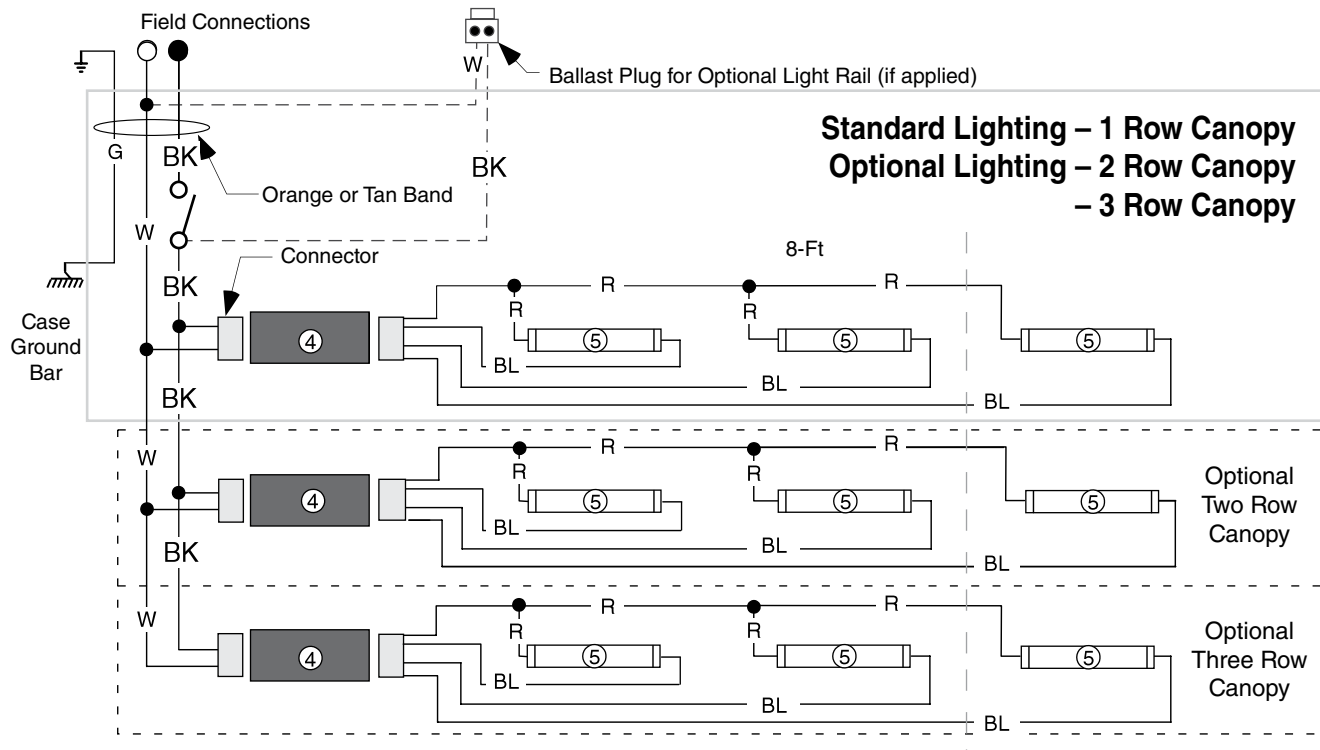 Field Connections
W
Ballast Plug for Optional Light Rail (if applied)
Standard Lighting – 1 Row Canopy
Optional Lighting – 2 Row Canopy
– 3 Row Canopy
G
BK
BK
Orange or Tan Band
W
Connector
8-Ft
BK
R
R
R
R
Case
Ground
Bar
4
5
5
5
BL
BL
BK
BL
W
R
R
R
R
Optional
Two Row
Canopy
4
5
5
5
BL
BL
BK
BL
W
R
R
R
R
Optional
Three Row
Canopy
4
5
5
5
BL
BL
BL